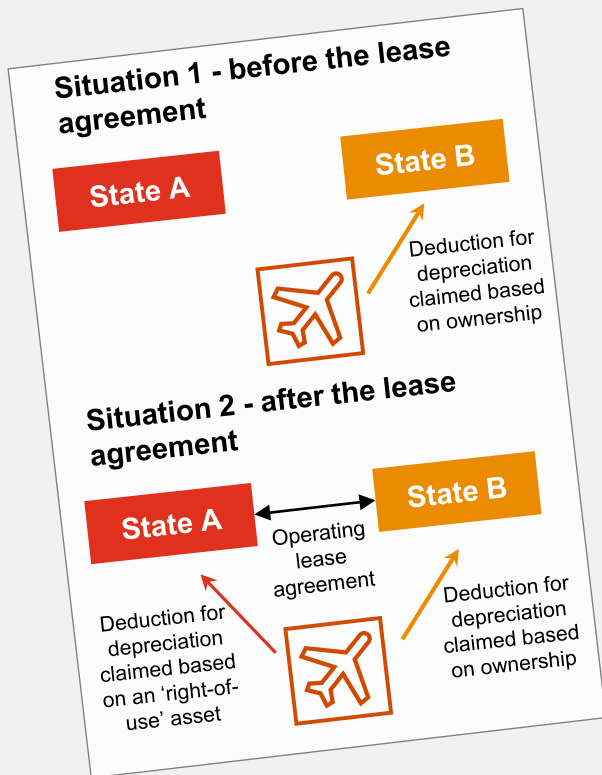 Situation 1 - before the lease
agreement
State A
State B
Deduction for
depreciation
claimed based
on ownership
Situation 2 - after the lease
agreement
State A
State B
Operating
lease
agreement
Deduction for
depreciation
claimed based
on an ‘right-of-
use’ asset
Deduction for
depreciation
claimed based
on ownership